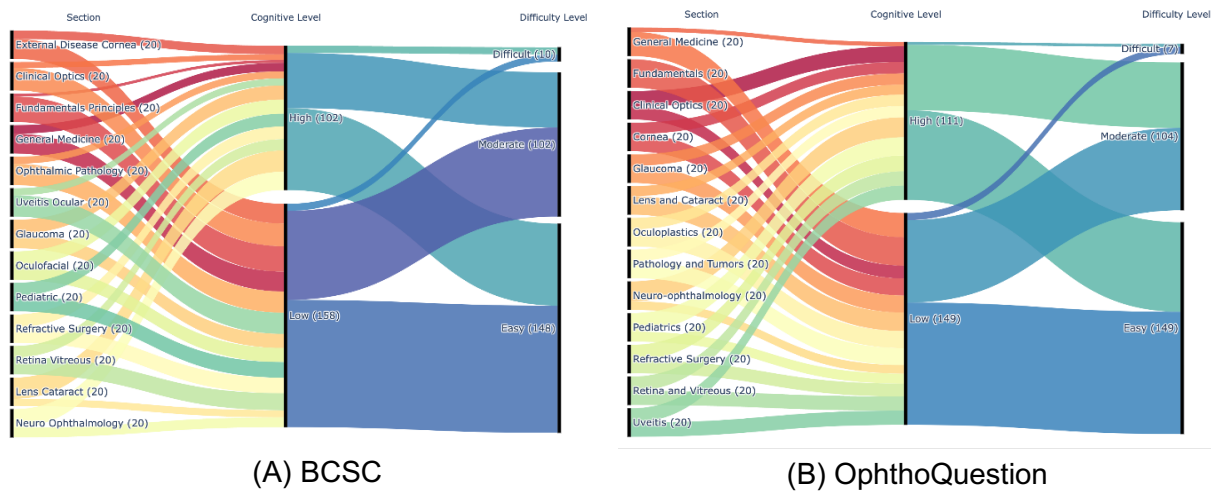 Section
Cognitive Level
Difficulty Level
External Disease Cornea (20)
Clinical Optics (20)
Fundamentals Principles (20)
General Medicine (20)
Ophthalmic Pathology (20)
Uveitis Ocular (20)
Glaucoma (20)
Oculofacial (20)
Pediatric (20)
Refractive Surgery (20)
Retina Vitreous (20)
Lens Cataract (20)
Neuro Ophthalmology (20)
High (102)
Low (158)
Difficult (10)
Moderate (102)
Easy (148)
(A) BCSC
Section
Cognitive Level
Difficulty Level
General Medicine (20)
Fundamentals (20)
Clinical Optics (20)
Cornea (20)
Glaucoma (20)
Lens and Cataract (20)
Oculoplastics (20)
Pathology and Tumors (20)
Neuro-ophthalmology (20)
Pediatrics (20)
Refractive Surgery (20)
Retina and Vitreous (20)
Uveitis (20)
High (111)
Low (149)
Difficult (7)
Moderate (104)
Easy (149)
(B) OphthoQuestion